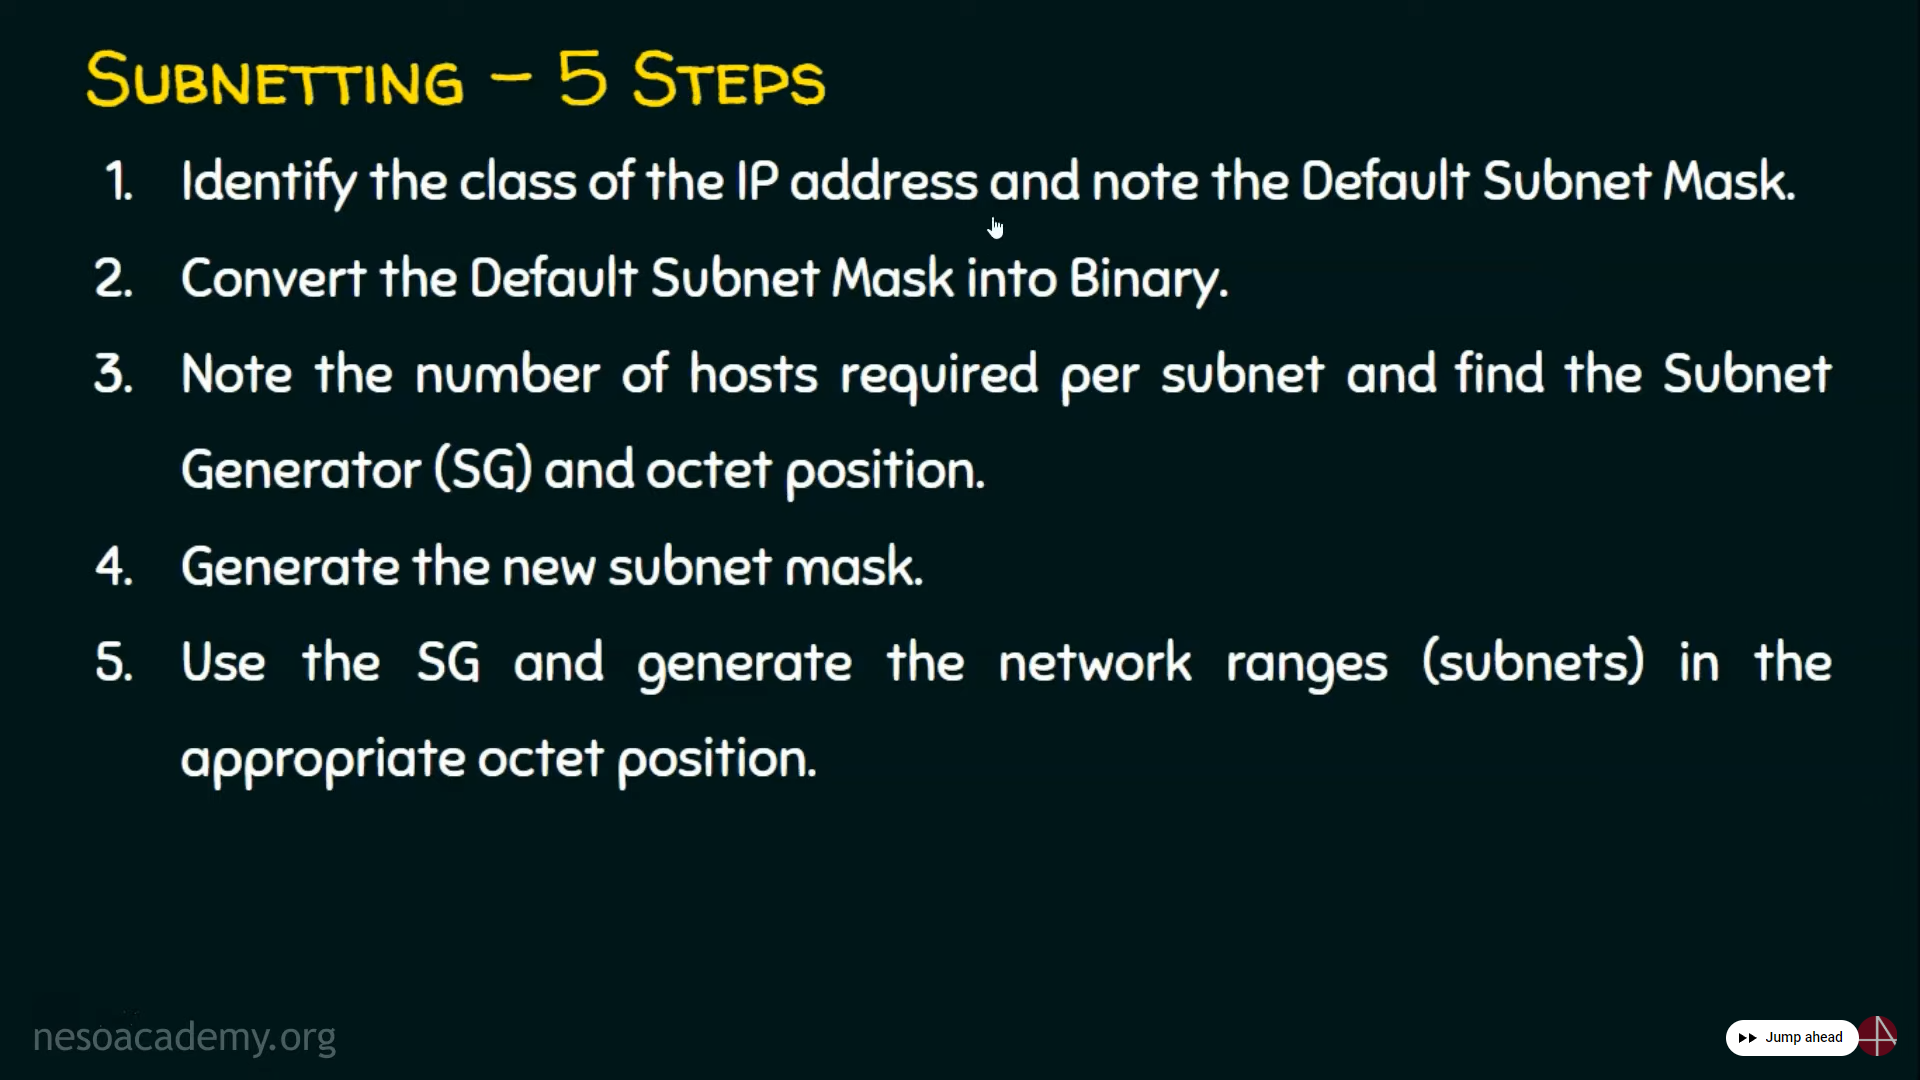 SUBNETTING – 5 STEPS
1. Identify the class of the IP address and note the Default Subnet Mask.
2. Convert the Default Subnet Mask into Binary.
3. Note the number of hosts required per subnet and find the Subnet
Generator (SG) and octet position.
4. Generate the new subnet mask.
5. Use the SG and generate the network ranges (subnets) in the
appropriate octet position.
nesoacademy.org
Jump ahead